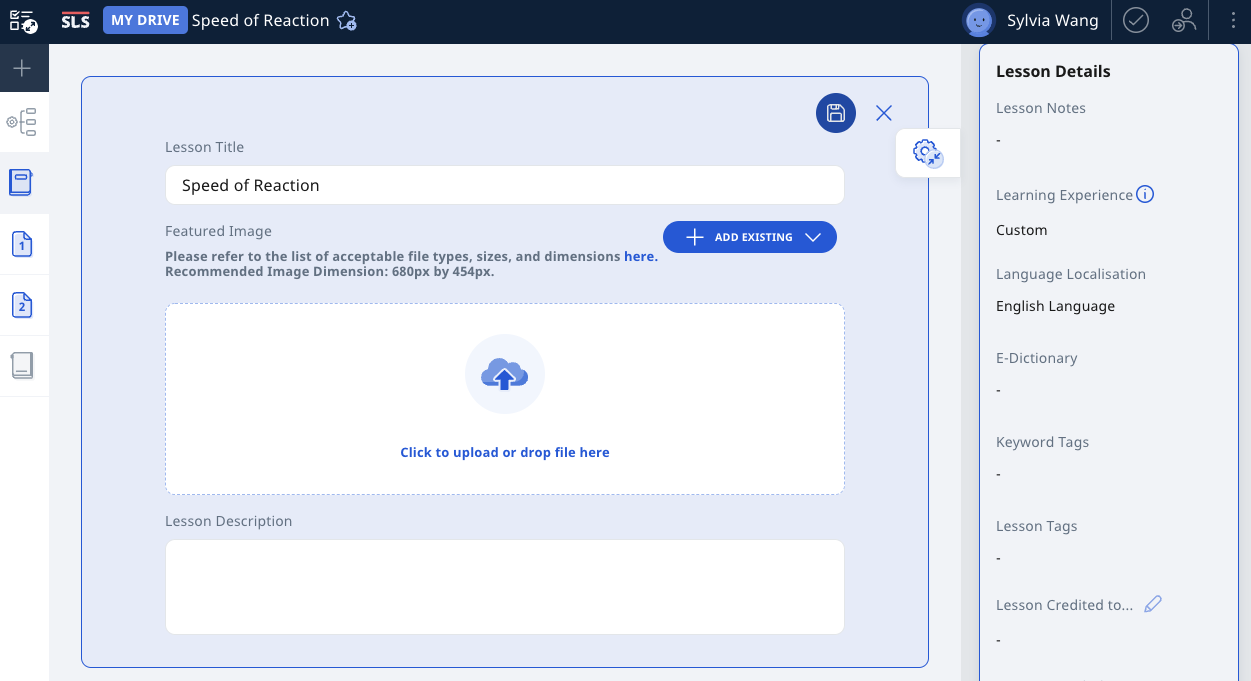 SLS MY DRIVE Speed of Reaction Sylvia Wang
Lesson Title
Speed of Reaction
Featured Image
ADD EXISTING
Please refer to the list of acceptable file types, sizes, and dimensions here.
Recommended Image Dimension: 680px by 454px.
Click to upload or drop file here
Lesson Description
1
2
Lesson Details
Lesson Notes
-
Learning Experience
Custom
Language Localisation
English Language
E-Dictionary
-
Keyword Tags
-
Lesson Tags
-
Lesson Credited to...
-